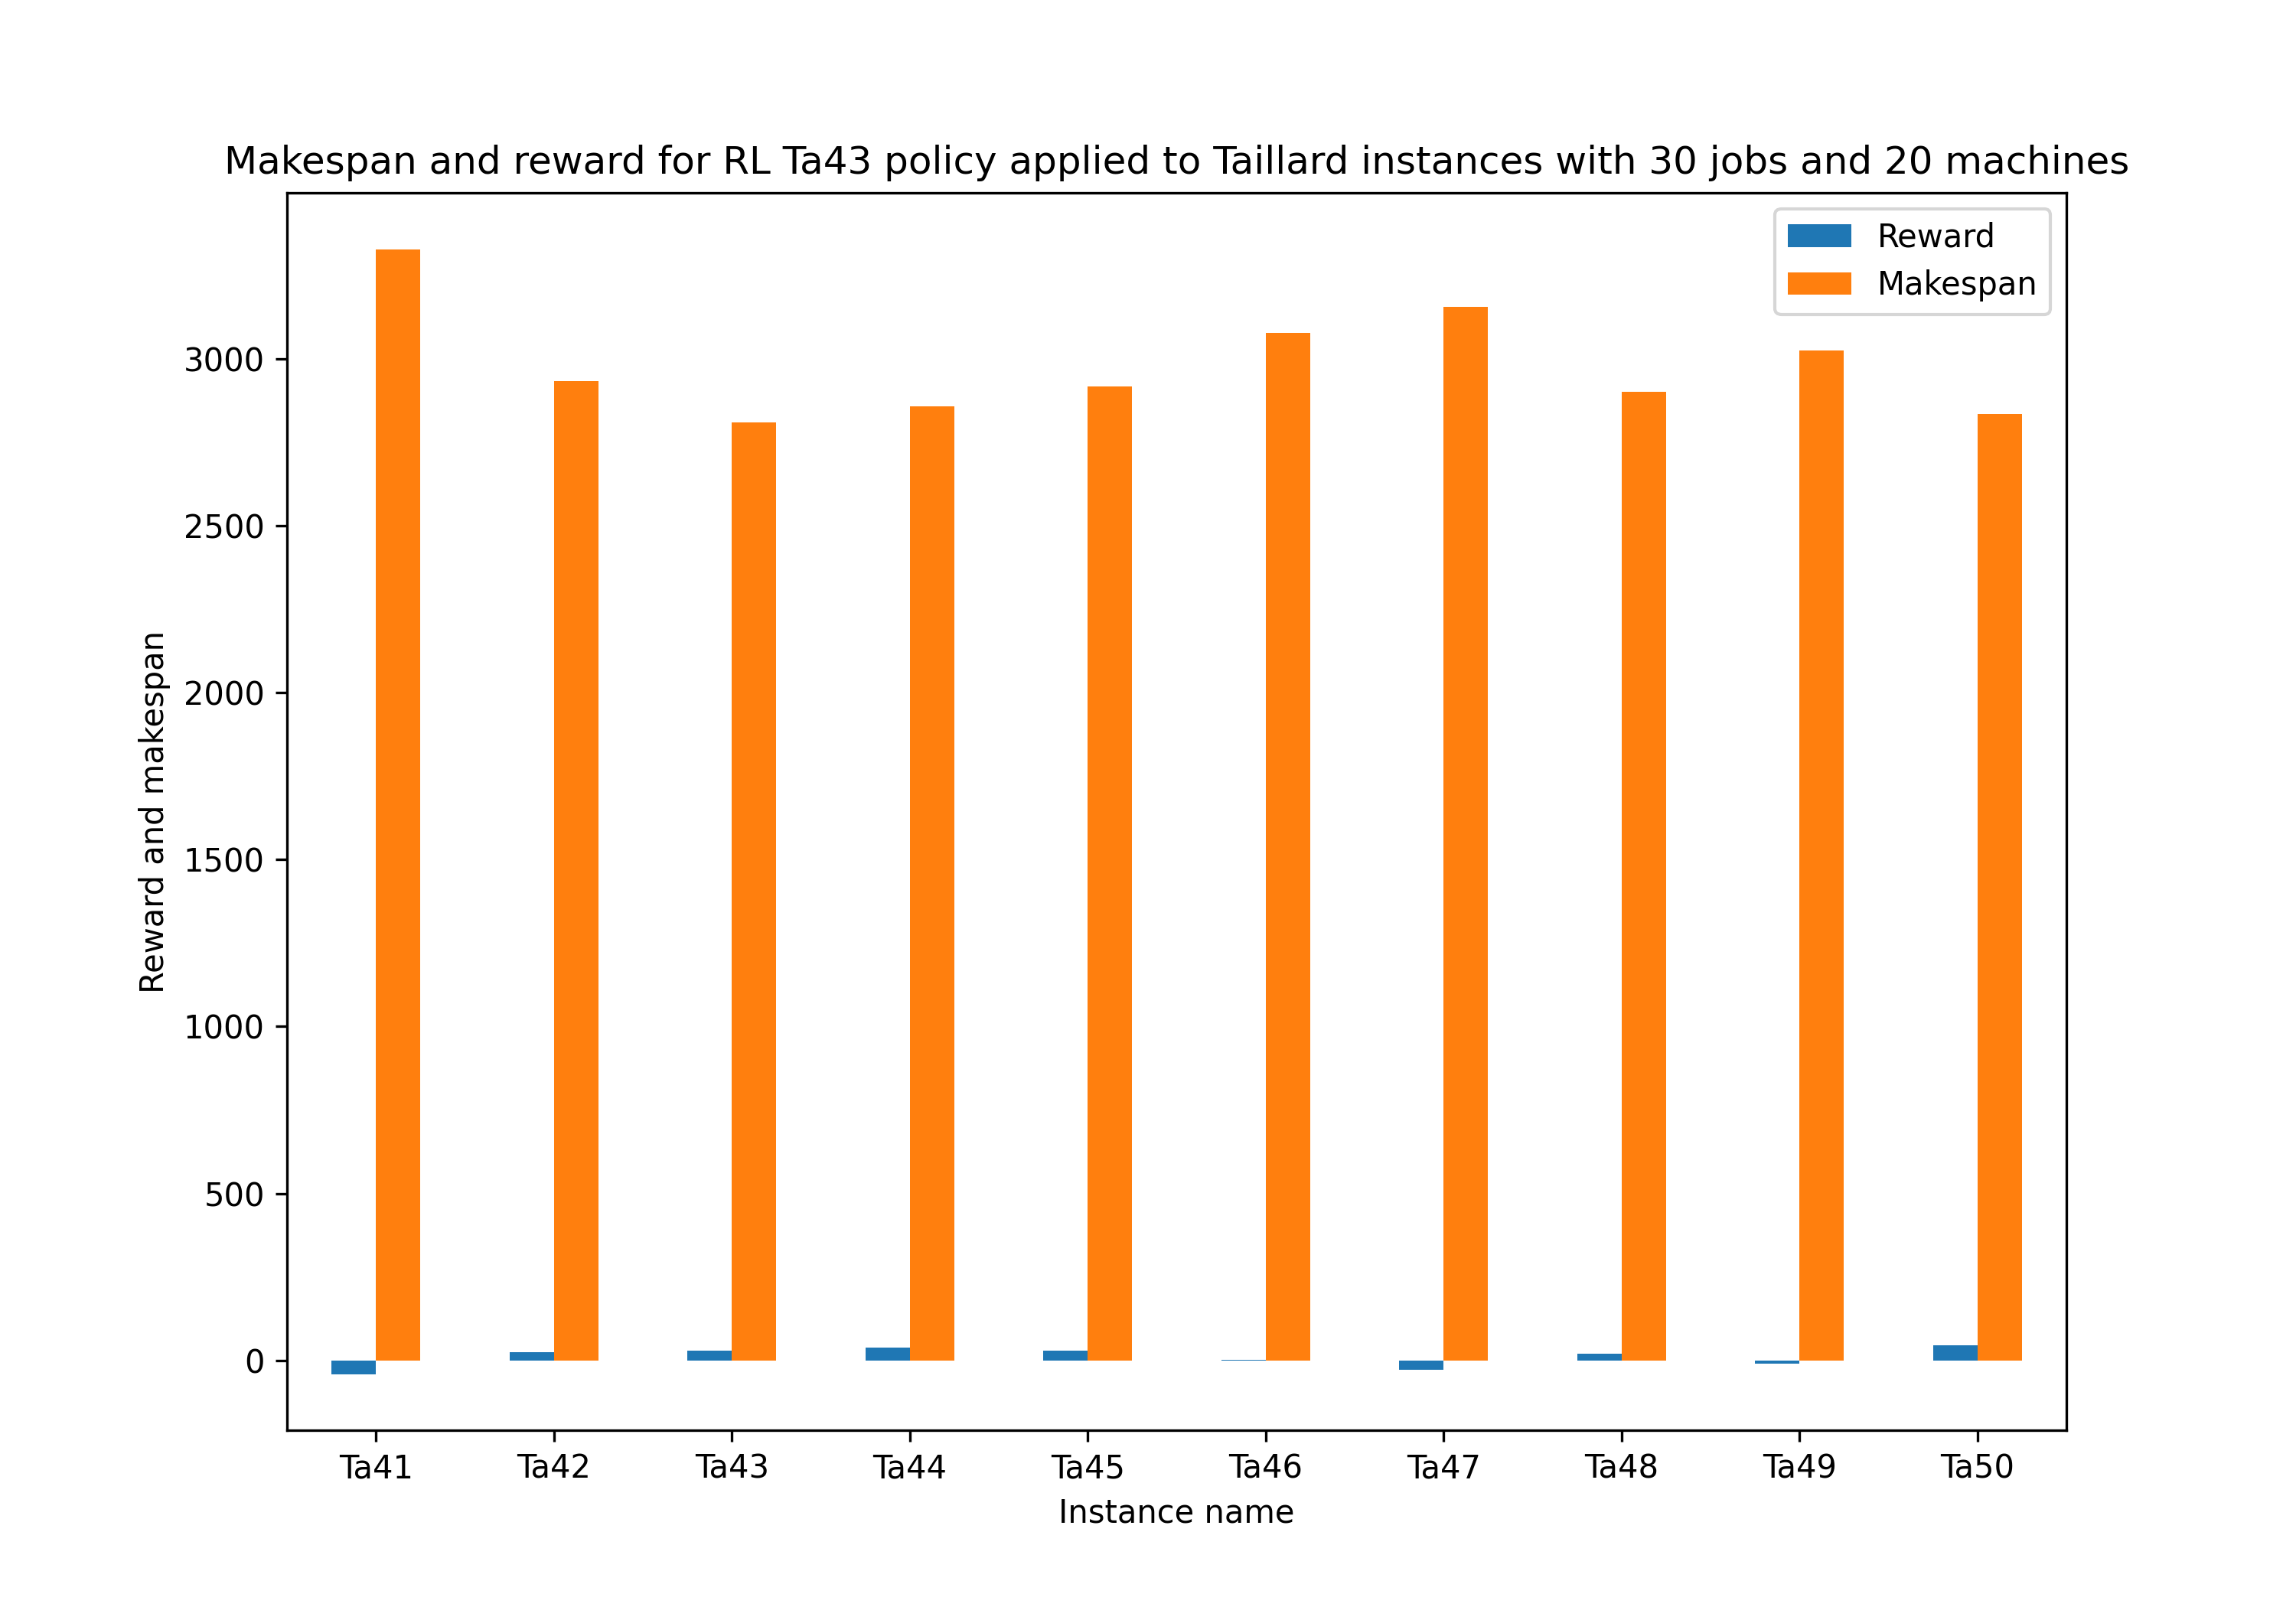 Makespan and reward for RL Ta43 policy applied to Taillard instances with 30 jobs and 20 machines
Reward
Makespan
3000
2500
2000
1500
1000
500
0
Reward and makespan
Ta41 Ta42 Ta43 Ta44 Ta45 Ta46 Ta47 Ta48 Ta49 Ta50
Instance name